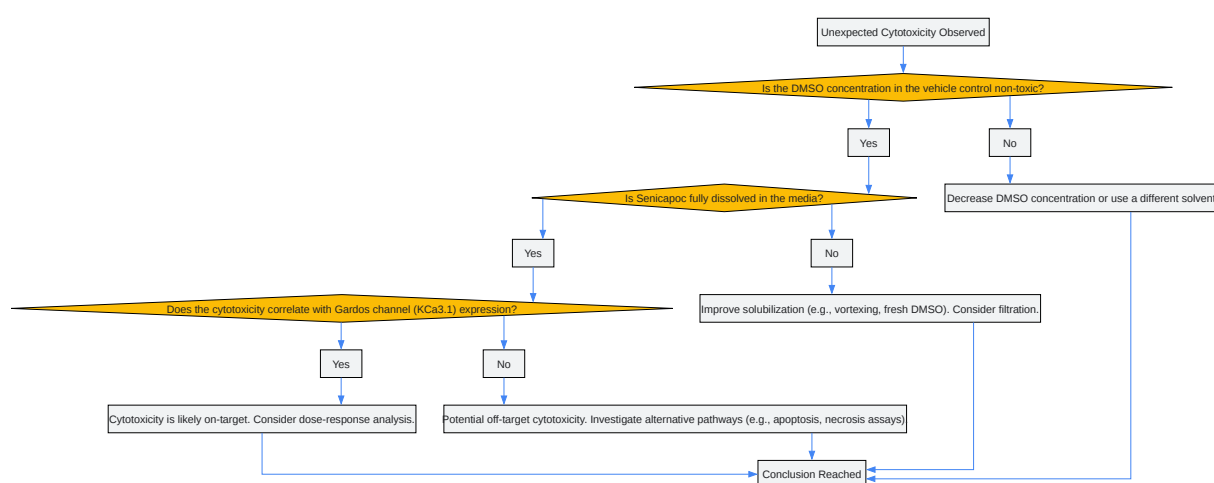 Unexpected Cytotoxicity Observed
Is the DMSO concentration in the vehicle control non-toxic?
Yes
No
Is Senicapoc fully dissolved in the media?
Decrease DMSO concentration or use a different solvent
Yes
No
Does the cytotoxicity correlate with Gardos channel (KCa3.1) expression?
Improve solubilization (e.g., vortexing, fresh DMSO). Consider filtration.
Yes
No
Cytotoxicity is likely on-target. Consider dose-response analysis.
Potential off-target cytotoxicity. Investigate alternative pathways (e.g., apoptosis, necrosis assays)
Conclusion Reached